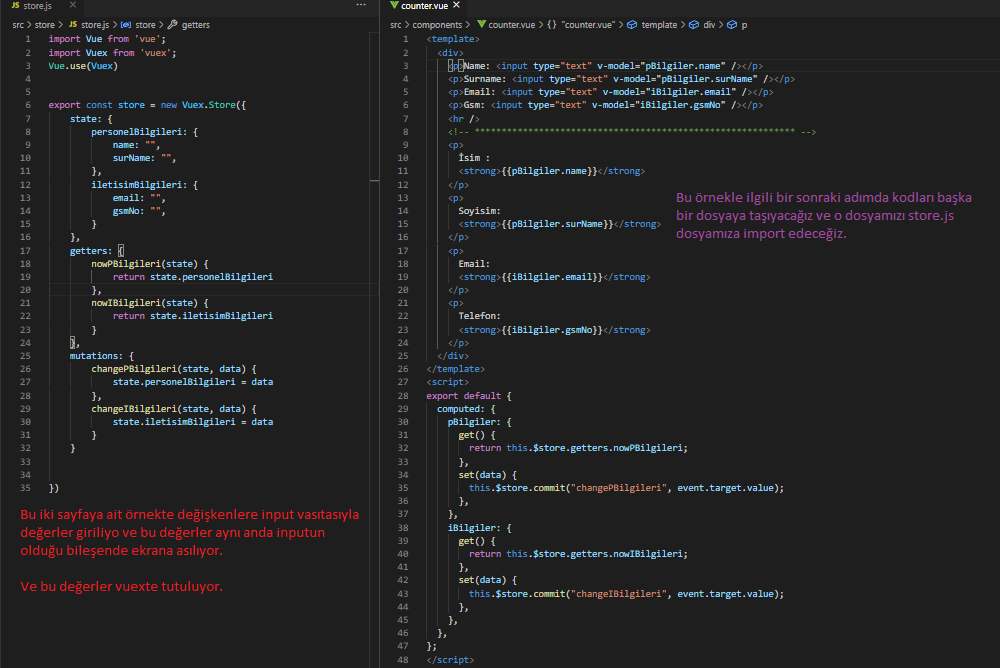 JS store.js ×
src > store > JS store.js > store > getters
1 import Vue from 'vue';
2 import Vuex from 'vuex';
3 Vue.use(Vuex)
4
5
6 export const store = new Vuex.Store({
7 state: {
8 personelBilgileri: {
9 name: "",
10 surName: "",
11 },
12 iletisimBilgileri: {
13 email: "",
14 gsmNo: "",
15 }
16 },
17 getters: {
18 nowPBilgileri(state) {
19 return state.personelBilgileri
20 },
21 nowIBilgileri(state) {
22 return state.iletisimBilgileri
23 }
24 },
25 mutations: {
26 changePBilgileri(state, data) {
27 state.personelBilgileri = data
28 },
29 changeIBilgileri(state, data) {
30 state.iletisimBilgileri = data
31 }
32 }
33
34
35 })
Bu iki sayfaya ait örnekte değişkenlere input vasıtasıyla
değerler giriliyo ve bu değerler aynı anda inputun
olduğu bileşende ekrana asılıyor.
Ve bu değerler vuexte tutuluyor.
counter.vue ×
src > components > counter.vue > {} "counter.vue" > template > div > p
1 <template>
2 <div>
3 <p>Name: <input type="text" v-model="pBilgiler.name" /></p>
4 <p>Surname: <input type="text" v-model="pBilgiler.surName" /></p>
5 <p>Email: <input type="text" v-model="iBilgiler.email" /></p>
6 <p>Gsm: <input type="text" v-model="iBilgiler.gsmNo" /></p>
7 <hr />
8 <!-- ************************************************************ -->
9 <p>
10 İsim :
11 <strong>{{pBilgiler.name}}</strong>
12 </p>
13 <p>
14 Soyisim:
15 <strong>{{pBilgiler.surName}}</strong>
16 </p>
17 <p>
18 Email:
19 <strong>{{iBilgiler.email}}</strong>
20 </p>
21 <p>
22 Telefon:
23 <strong>{{iBilgiler.gsmNo}}</strong>
24 </p>
25 </div>
26 </template>
27 <script>
28 export default {
29 computed: {
30 pBilgiler: {
31 get() {
32 return this.$store.getters.nowPBilgileri;
33 },
34 set(data) {
35 this.$store.commit("changePBilgileri", event.target.value);
36 },
37 },
38 iBilgiler: {
39 get() {
40 return this.$store.getters.nowIBilgileri;
41 },
42 set(data) {
43 this.$store.commit("changeIBilgileri", event.target.value);
44 },
45 },
46 },
47 };
48 </script>
Bu örnekle ilgili bir sonraki adımda kodları başka
bir dosyaya taşıyacağız ve o dosyamızı store.js
dosyamıza import edeceğiz.